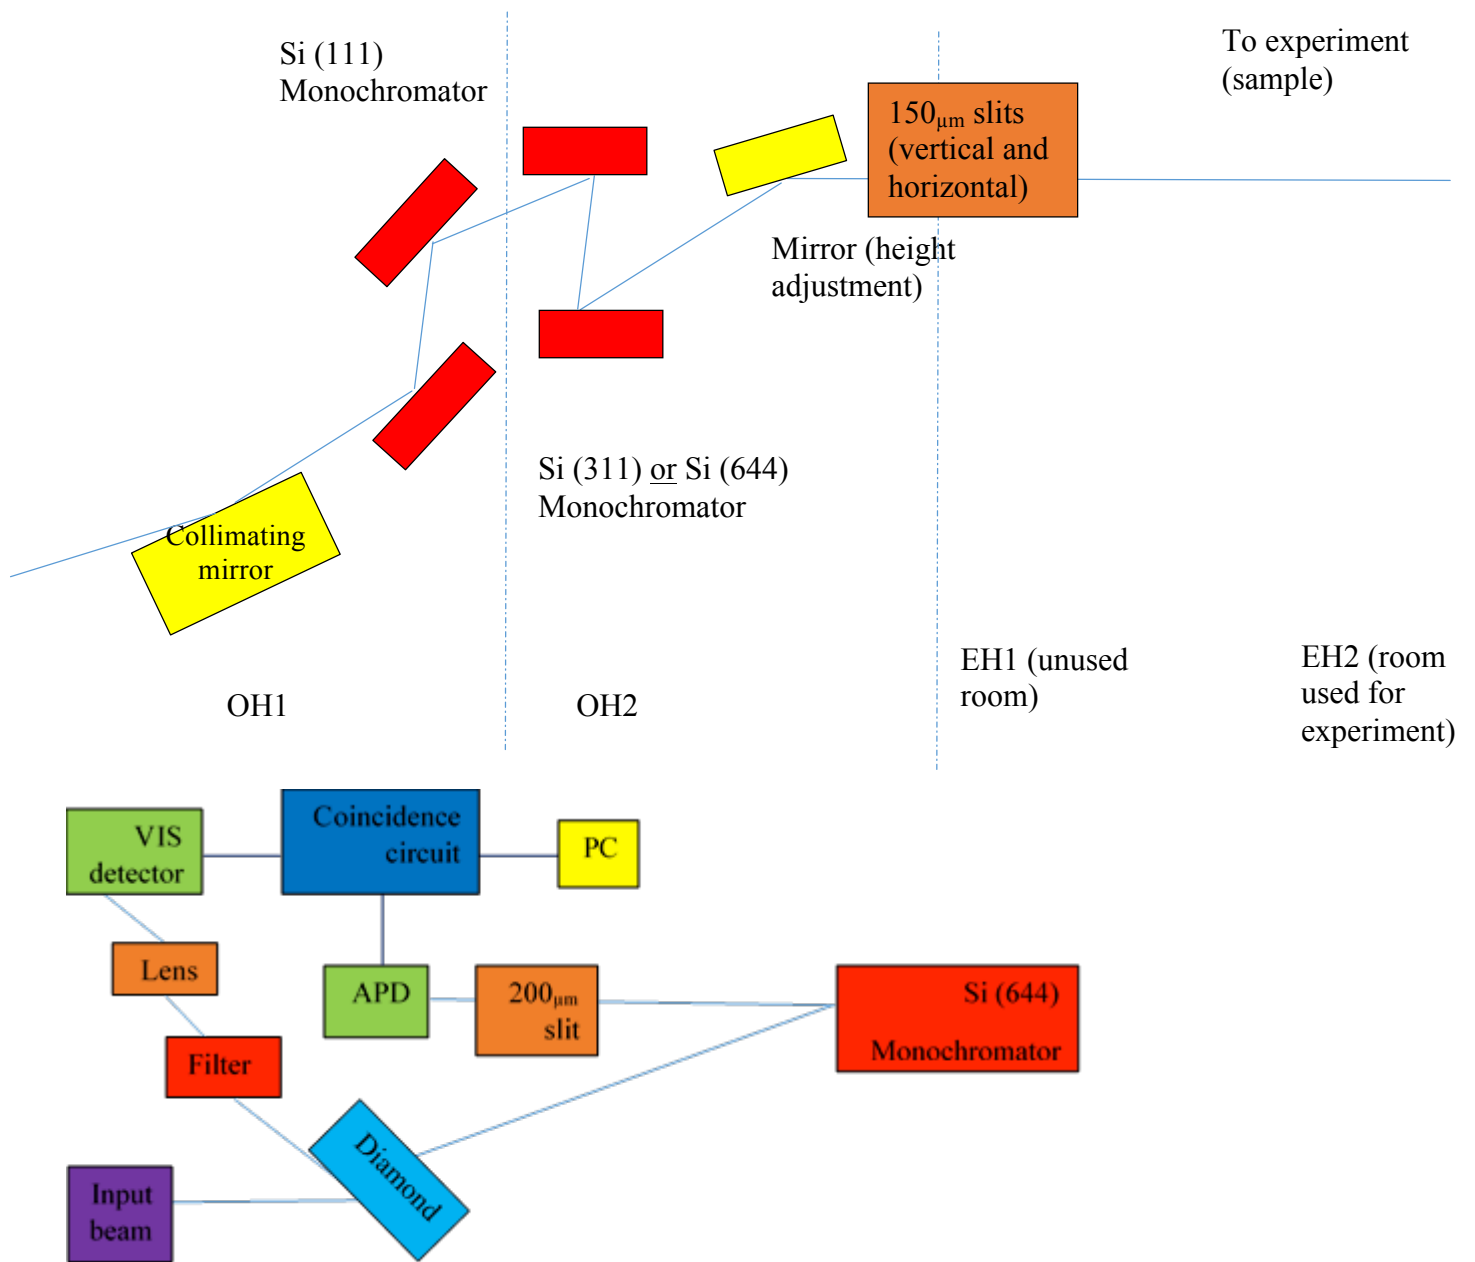 Si (111)
Monochromator
To experiment
(sample)
150µm slits
(vertical and
horizontal)
Mirror (height
adjustment)
Si (311) or Si (644)
Monochromator
Collimating
mirror
EH1 (unused
room)
EH2 (room
used for
experiment)
OH1
OH2
VIS
detector
Coincidence
circuit
PC
Lens
APD
200µm
slit
Si (644)
Monochromator
Filter
Diamond
Input
beam